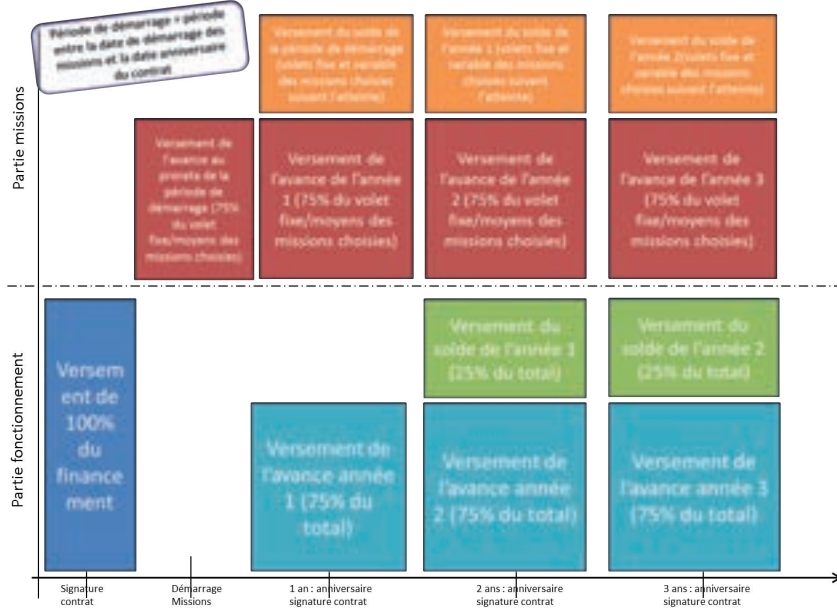 Période de démarrage = période
entre la date de démarrage des
missions et la date anniversaire
du contrat
Versement du solde de
la période de démarrage
(volets fixe et variable
des missions choisies
suivant l'atteinte)
Versement du solde de
l'année 1 (volets fixe et
variable des missions
choisies suivant
l'atteinte)
Versement du solde de
l'année 2(volets fixe et
variable des missions
choisies suivant l'atteinte)
Partie missions
Versement de
l'avance au
prorata de la
période de
démarrage (75%
du volet
fixe/moyens des
missions choisies)
Versement de
l'avance de l'année
1 (75% du volet
fixe/moyens des
missions choisies)
Versement de
l'avance de l'année
2 (75% du volet
fixe/moyens des
missions choisies)
Versement de
l'avance de l'année 3
(75% du volet
fixe/moyens des
missions choisies)
Partie fonctionnement
Versem
ent de
100%
du
finance
ment
Versement du
solde de l'année 1
(25% du total)
Versement du
solde de l'année 2
(25% du total)
Versement de
l'avance année
1 (75% du
total)
Versement de
l'avance année
2 (75% du total)
Versement de
l'avance année 3
(75% du total)
Signature
contrat
Démarrage
Missions
1 an : anniversaire
signature contrat
2 ans : anniversaire
signature contrat
3 ans : anniversaire
signature contrat